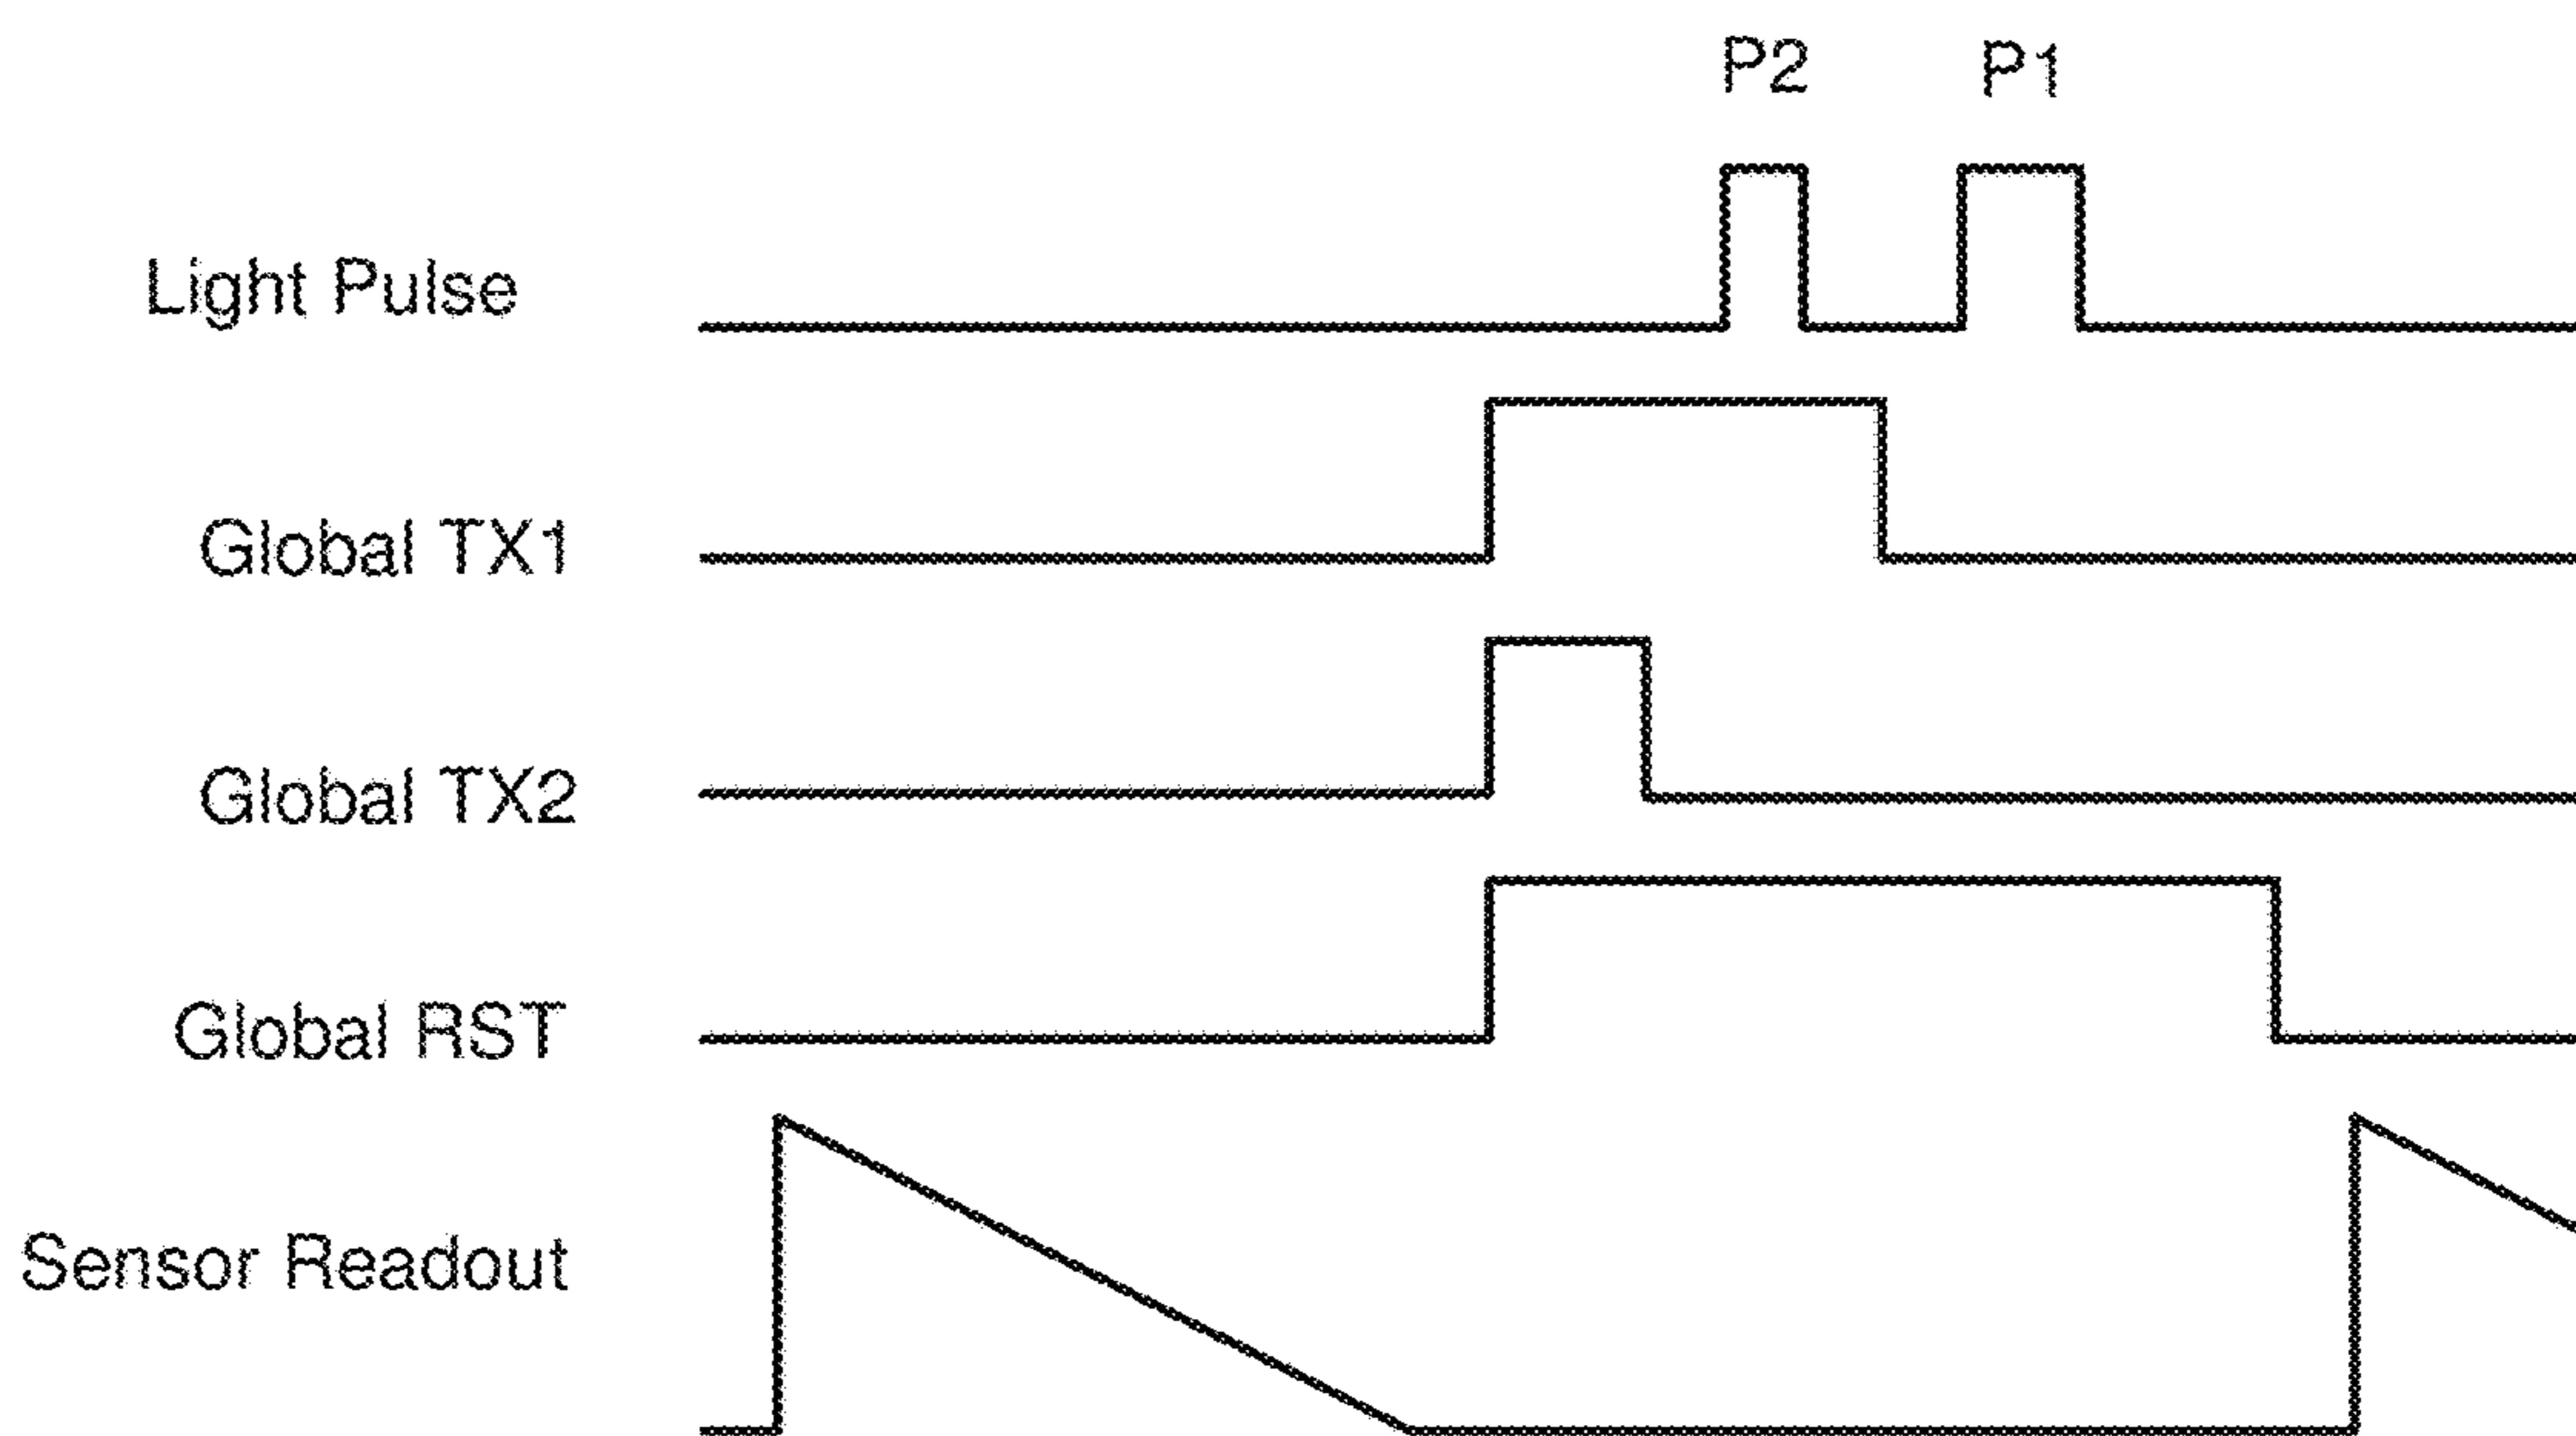 P2 P1
Light Pulse
Global TX1
Global TX2
Global RST
Sensor Readout